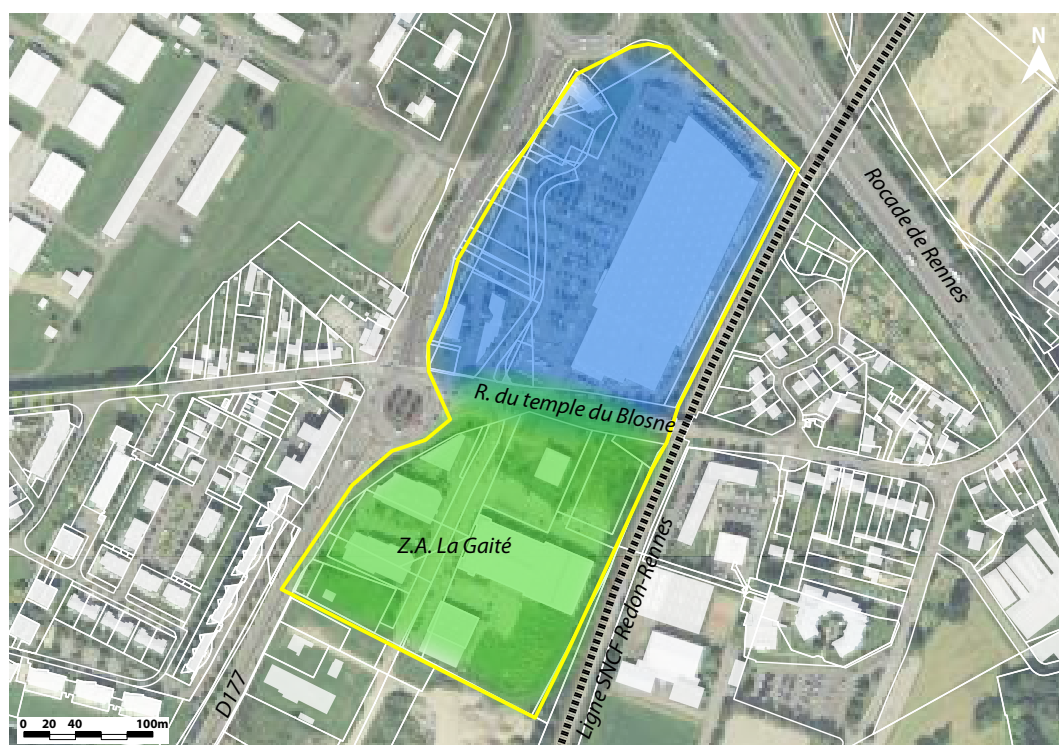 N
Rocade de Rennes
R. du temple du Blosne
Z.A. La Gaité
Ligne SNCF Redon-Rennes
D177
0 20 40 100m